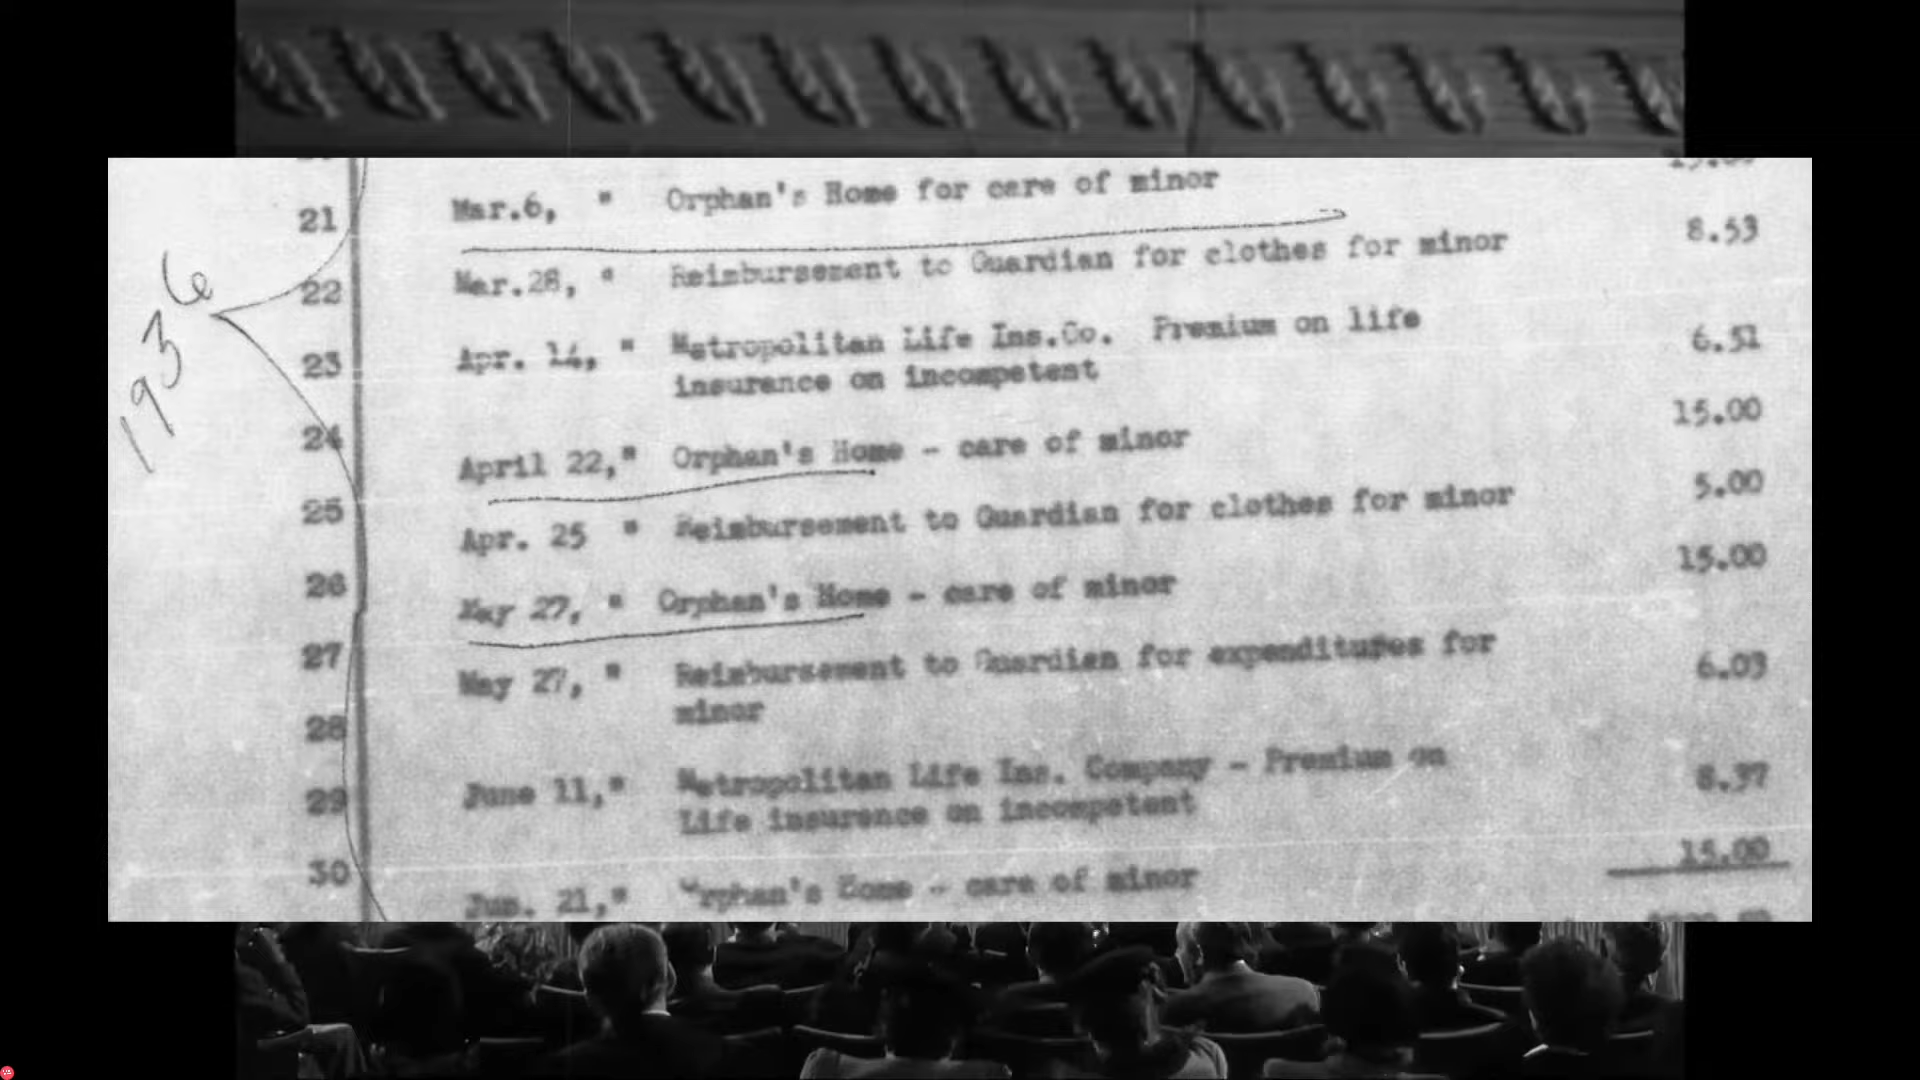 1936
21 Mar.6, " Orphan's Home for care of minor
22 Mar.28, " Reimbursement to Guardian for clothes for minor 8.53
23 Apr. 14, " Metropolitan Life Ins.Co. Premium on life
insurance on incompetent 6.51
24 April 22," Orphan's Home - care of minor 15.00
25 Apr. 25 " Reimbursement to Guardian for clothes for minor 5.00
26 May 27, " Orphan's Home - care of minor 15.00
27 May 27, " Reimbursement to Guardian for expenditures for
28 minor 6.03
29 June 11," Metropolitan Life Ins. Company - Premium on
Life insurance on incompetent 8.37
30 Jun. 21," Orphan's Home - care of minor 15.00